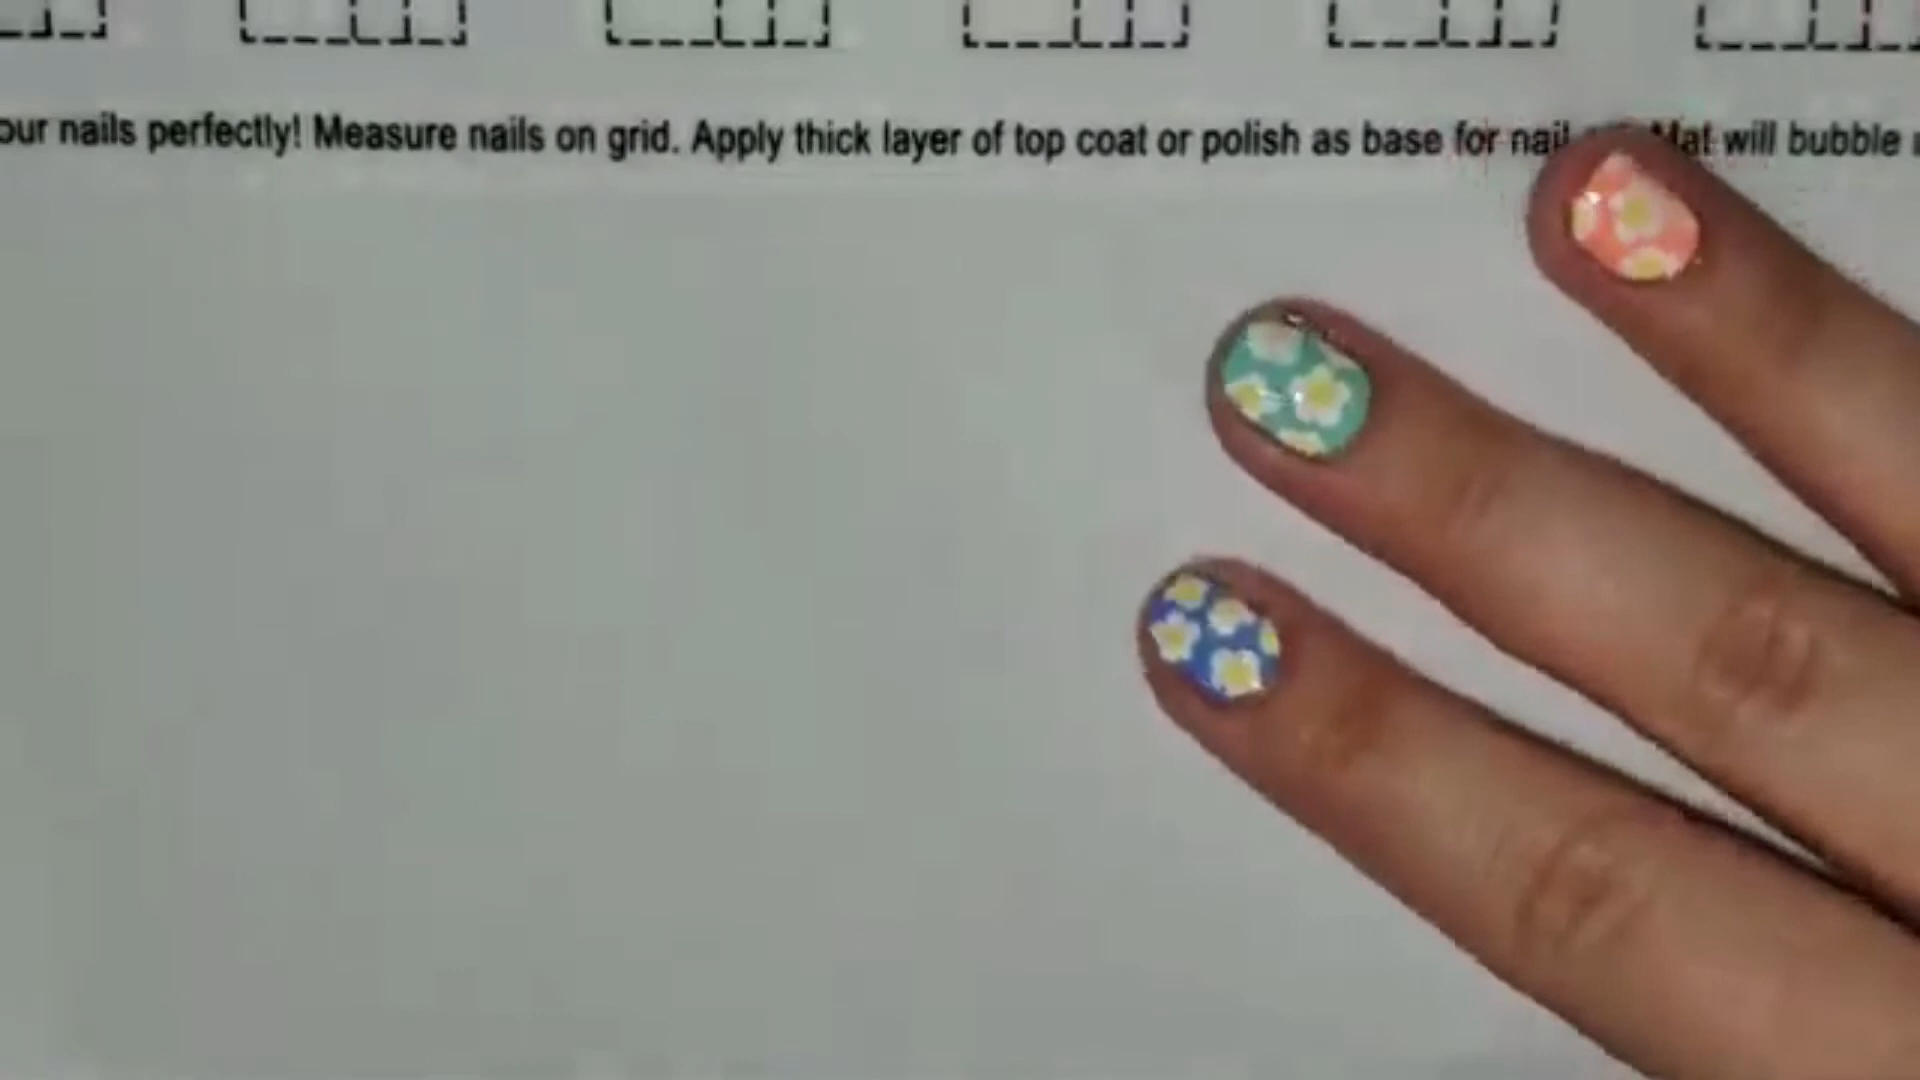 our nails perfectly! Measure nails on grid. Apply thick layer of top coat or polish as base for nail Mat will bubble